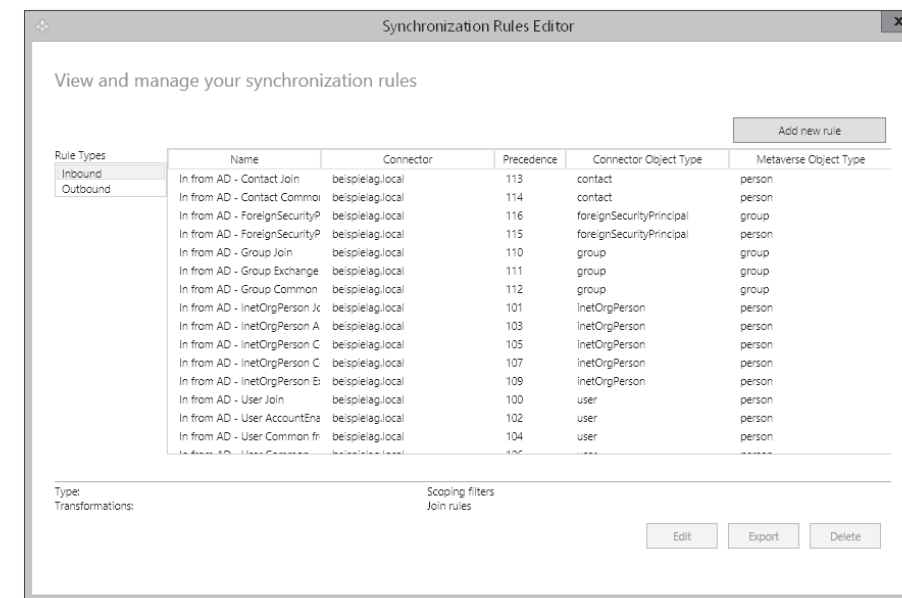 Synchronization Rules Editor
x
View and manage your synchronization rules
Add new rule
Rule Types
Inbound
Outbound
Name Connector Precedence Connector Object Type Metaverse Object Type
In from AD - Contact Join beispielag.local 113 contact person
In from AD - Contact Commo beispielag.local 114 contact person
In from AD - ForeignSecurityP beispielag.local 116 foreignSecurityPrincipal group
In from AD - ForeignSecurityP beispielag.local 115 foreignSecurityPrincipal person
In from AD - Group Join beispielag.local 110 group group
In from AD - Group Exchange beispielag.local 111 group group
In from AD - Group Common beispielag.local 112 group group
In from AD - InetOrgPerson Jc beispielag.local 101 inetOrgPerson person
In from AD - InetOrgPerson A beispielag.local 103 inetOrgPerson person
In from AD - InetOrgPerson C beispielag.local 105 inetOrgPerson person
In from AD - InetOrgPerson C beispielag.local 107 inetOrgPerson person
In from AD - InetOrgPerson E beispielag.local 109 inetOrgPerson person
In from AD - User Join beispielag.local 100 user person
In from AD - User AccountEna beispielag.local 102 user person
In from AD - User Common fr beispielag.local 104 user person
Type: Scoping filters
Transformations: Join rules
Edit Export Delete